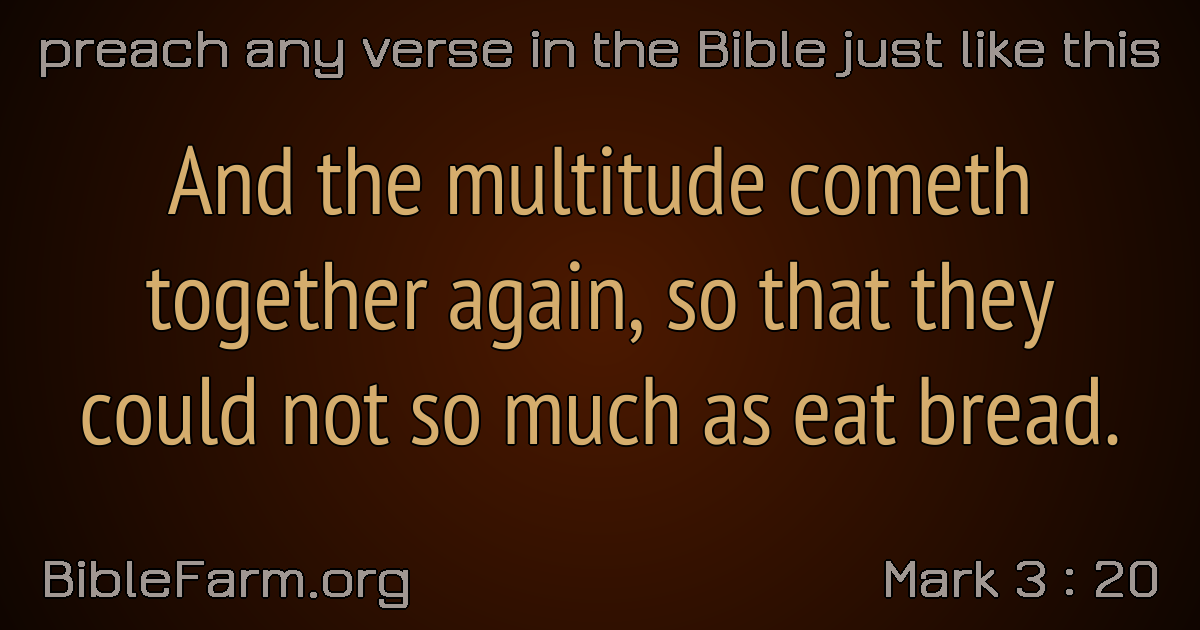 preach any verse in the Bible just like this
And the multitude cometh
together again, so that they
could not so much as eat bread.
BibleFarm.org
Mark 3 : 20